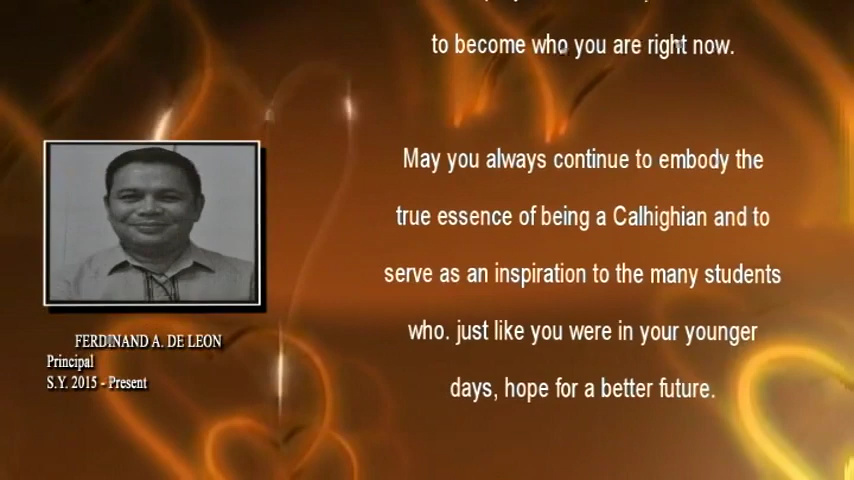 to become who you are right now.
May you always continue to embody the
true essence of being a Calhighian and to
serve as an inspiration to the many students
who. just like you were in your younger
days, hope for a better future.
FERDINAND A. DE LEON
Principal
S.Y. 2015 - Present